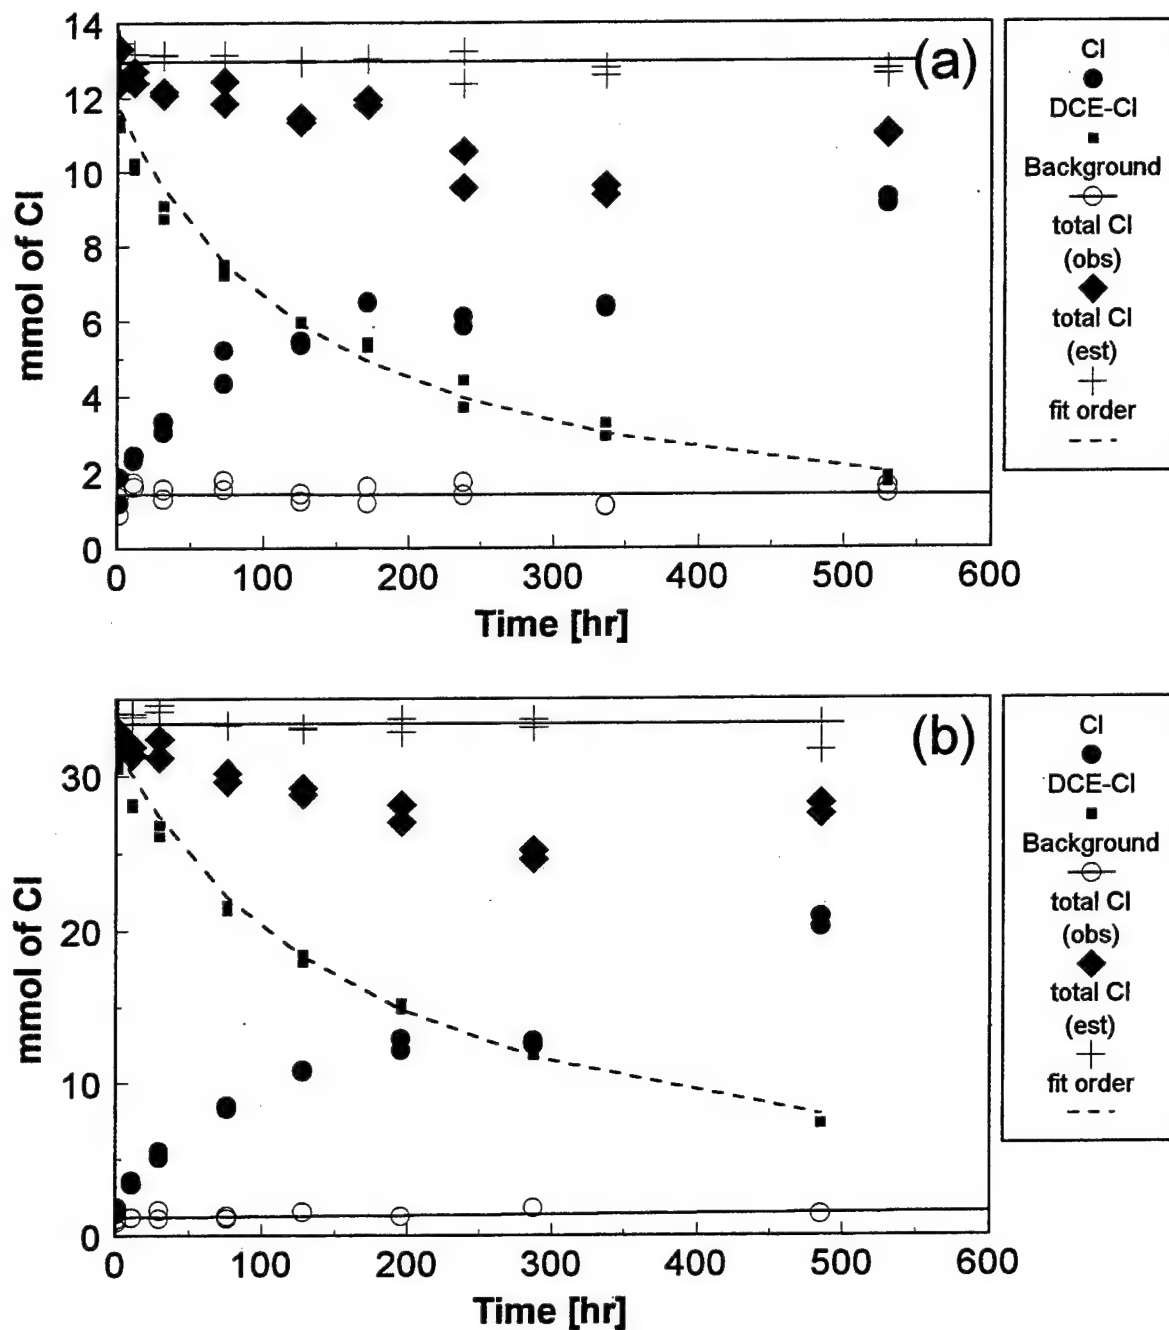 14
12
10
8
6
4
2
0
mmol of Cl
(a)
0 100 200 300 400 500 600
Time [hr]
Cl
DCE-Cl
Background
total Cl
(obs)
total Cl
(est)
fit order
30
20
10
0
mmol of Cl
(b)
0 100 200 300 400 500 600
Time [hr]
Cl
DCE-Cl
Background
total Cl
(obs)
total Cl
(est)
fit order